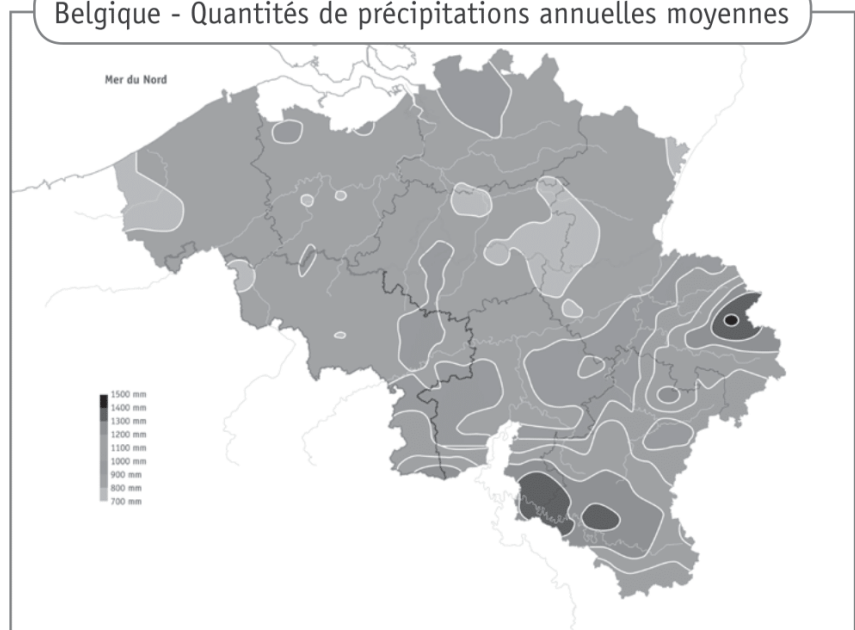 Belgique - Quantités de précipitations annuelles moyennes
Mer du Nord
1500 mm
1400 mm
1300 mm
1200 mm
1100 mm
1000 mm
900 mm
800 mm
700 mm